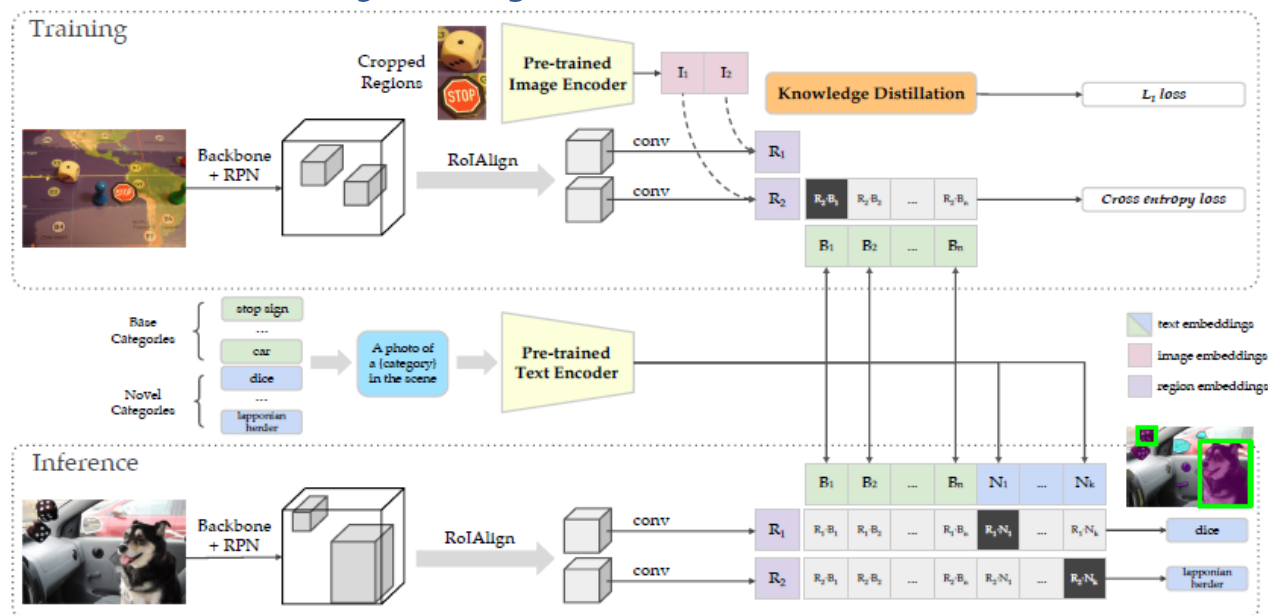 Training
Cropped
Regions
STOP
Pre-trained
Image Encoder
I1
I2
Knowledge Distillation
L1 loss
Backbone
+ RPN
RoIAlign
conv
conv
R1
R2
R2·B1
R2·B2
...
R2·Bn
Cross entropy loss
STOP
B1
B2
...
Bn
Base
Categories
stop sign
...
car
Novel
Categories
dice
...
lapponian
herder
A photo of
a {category}
in the scene
Pre-trained
Text Encoder
text embeddings
image embeddings
region embeddings
Inference
Backbone
+ RPN
RoIAlign
conv
conv
B1
B2
...
Bn
N1
...
Nk
R1
R1·B1
R1·B2
...
R1·Bn
R1·N1
...
R1·Nk
dice
R2
R2·B1
R2·B2
...
R2·Bn
R2·N1
...
R2·Nk
lapponian
herder